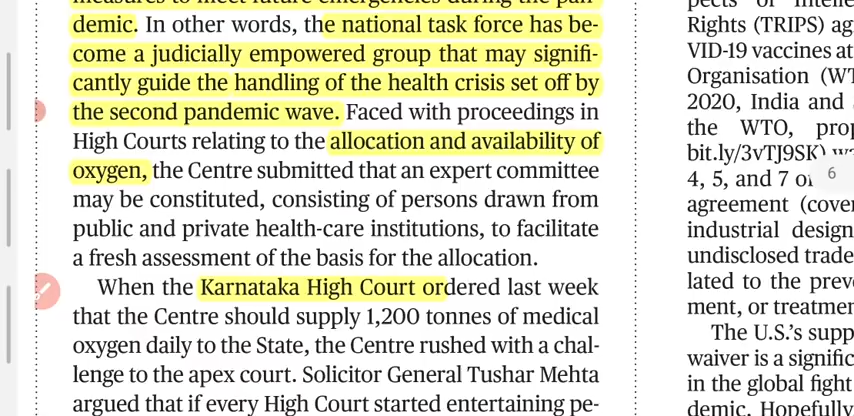 demic. In other words, the national task force has be-
come a judicially empowered group that may signifi-
cantly guide the handling of the health crisis set off by
the second pandemic wave. Faced with proceedings in
High Courts relating to the allocation and availability of
oxygen, the Centre submitted that an expert committee
may be constituted, consisting of persons drawn from
public and private health-care institutions, to facilitate
a fresh assessment of the basis for the allocation.
When the Karnataka High Court ordered last week
that the Centre should supply 1,200 tonnes of medical
oxygen daily to the State, the Centre rushed with a chal-
lenge to the apex court. Solicitor General Tushar Mehta
argued that if every High Court started entertaining pe-
Rights (TRIPS) ag
VID-19 vaccines at
Organisation (WT
2020, India and
the WTO, prop
bit.ly/3vTJ9SK)
4, 5, and 7 of
agreement (cover
industrial design
undisclosed trade
lated to the preve
ment, or treatmen
The U.S.'s supp
waiver is a signific
in the global fight
demic. Hopefully
6